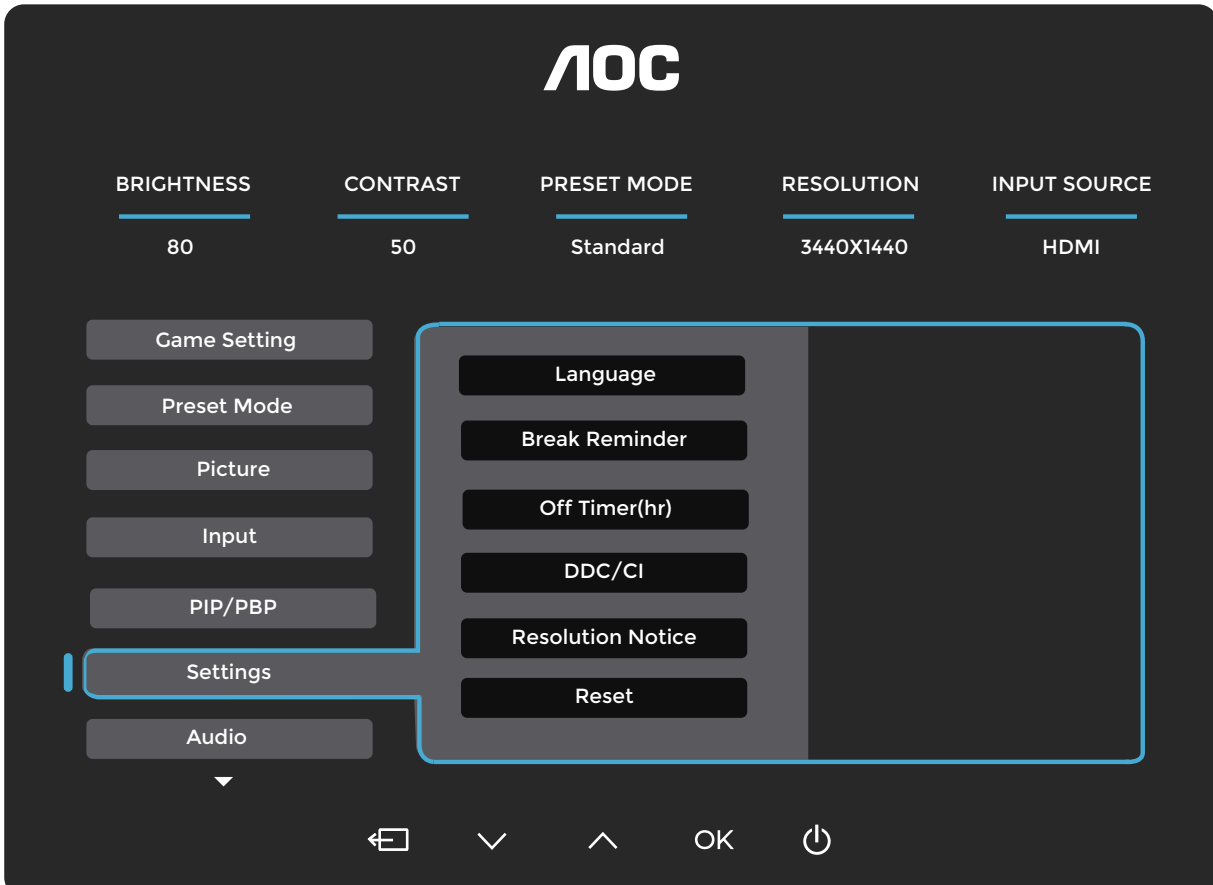 AOC
BRIGHTNESS CONTRAST PRESET MODE RESOLUTION INPUT SOURCE
80 50 Standard 3440X1440 HDMI
Game Setting
Preset Mode
Picture
Input
PIP/PBP
Settings
Audio
Language
Break Reminder
Off Timer(hr)
DDC/CI
Resolution Notice
Reset
OK